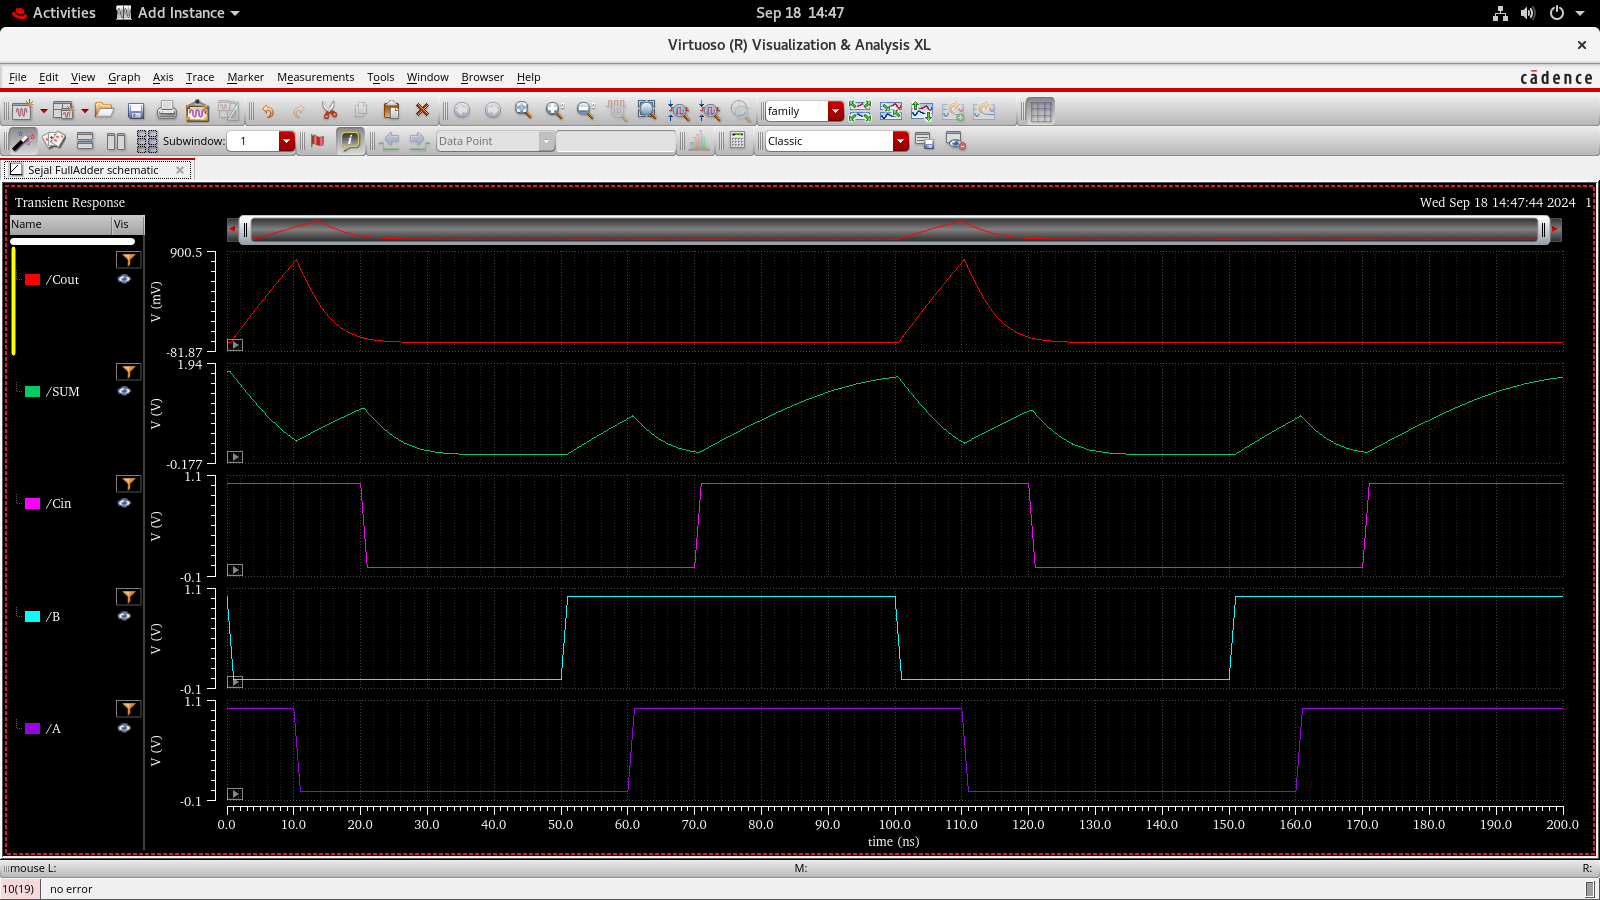 Activities Add Instance Sep 18 14:47
Virtuoso (R) Visualization & Analysis XL ×
File Edit View Graph Axis Trace Marker Measurements Tools Window Browser Help cādence
family
Subwindow: 1 Data Point Classic
Sejal FullAdder schematic
Transient Response Wed Sep 18 14:47:44 2024 1
Name Vis
900.5
/Cout
V (mV)
-81.87
1.94
/SUM
V (V)
-0.177
1.1
/Cin
V (V)
-0.1
1.1
/B
V (V)
-0.1
1.1
/A
V (V)
-0.1
0.0 10.0 20.0 30.0 40.0 50.0 60.0 70.0 80.0 90.0 100.0 110.0 120.0 130.0 140.0 150.0 160.0 170.0 180.0 190.0 200.0
time (ns)
mouse L: M: R:
10(19) no error